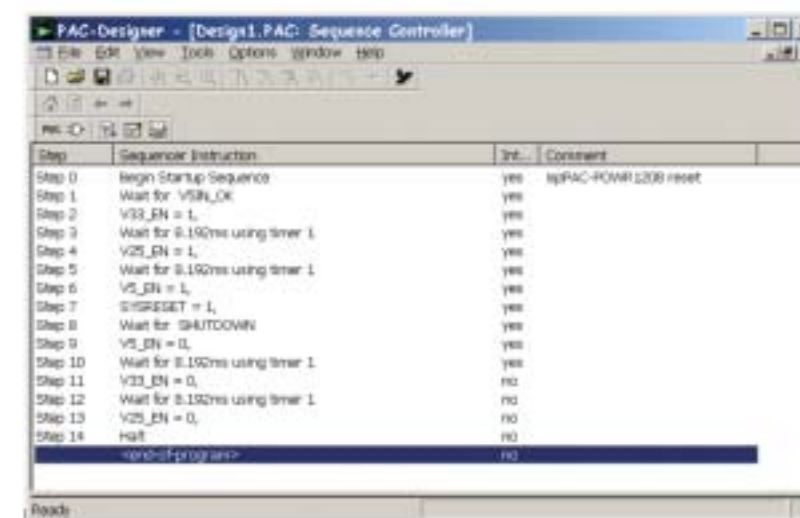 PAC-Designer - [Design1.PAC: Sequence Controller]
File Edit View Tools Options Window Help
Step Sequencer Instruction Int... Comment
Step 0 Begin Startup Sequence yes ispPAC-POWR1208 reset
Step 1 Wait for VSIN_OK yes
Step 2 V33_EN = 1, yes
Step 3 Wait for 8.192ms using timer 1 yes
Step 4 V25_EN = 1, yes
Step 5 Wait for 8.192ms using timer 1 yes
Step 6 V5_EN = 1, yes
Step 7 SYSRESET = 1, yes
Step 8 Wait for SHUTDOWN yes
Step 9 V5_EN = 0, yes
Step 10 Wait for 8.192ms using timer 1 yes
Step 11 V33_EN = 0, no
Step 12 Wait for 8.192ms using timer 1 no
Step 13 V25_EN = 0, no
Step 14 Halt no
<end-of-program> no
Ready